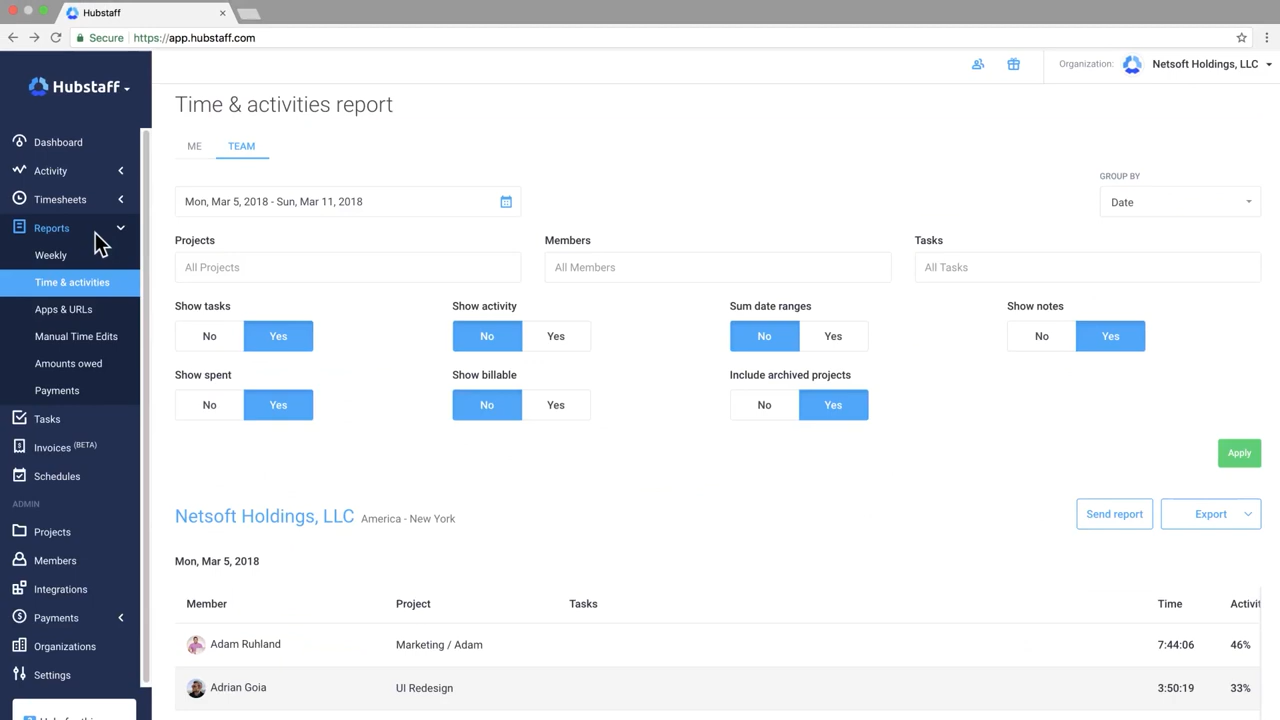 Hubstaff
Secure https://app.hubstaff.com
Hubstaff
Organization: Netsoft Holdings, LLC
Dashboard
Activity
Timesheets
Reports
Weekly
Time & activities
Apps & URLs
Manual Time Edits
Amounts owed
Payments
Tasks
Invoices (BETA)
Schedules
ADMIN
Projects
Members
Integrations
Payments
Organizations
Settings
Time & activities report
ME TEAM
GROUP BY
Mon, Mar 5, 2018 - Sun, Mar 11, 2018
Date
Projects Members Tasks
All Projects All Members All Tasks
Show tasks Show activity Sum date ranges Show notes
No Yes No Yes No Yes No Yes
Show spent Show billable Include archived projects
No Yes No Yes No Yes
Apply
Netsoft Holdings, LLC America - New York
Send report Export
Mon, Mar 5, 2018
Member Project Tasks Time Activit
Adam Ruhland Marketing / Adam 7:44:06 46%
Adrian Goia UI Redesign 3:50:19 33%